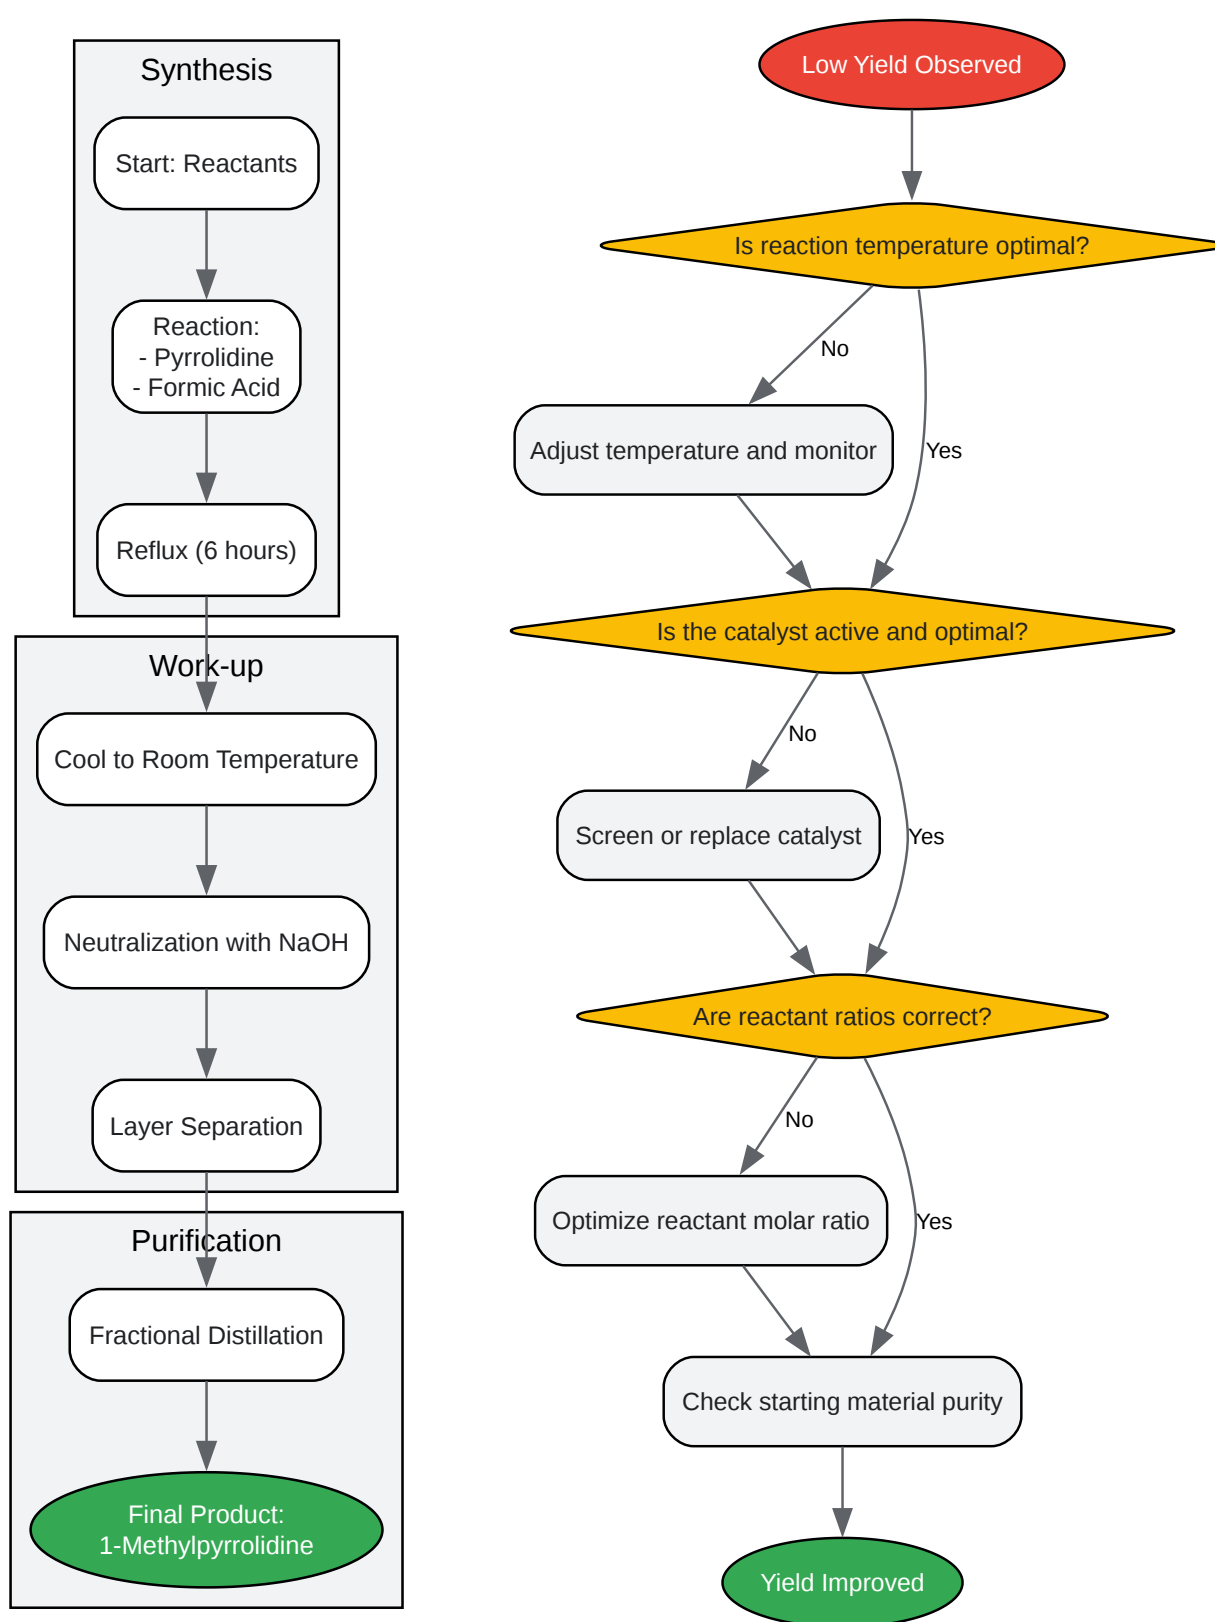 Synthesis
Start: Reactants
Reaction:
- Pyrrolidine
- Formic Acid
Reflux (6 hours)
Work-up
Cool to Room Temperature
Neutralization with NaOH
Layer Separation
Purification
Fractional Distillation
Final Product:
1-Methylpyrrolidine
Low Yield Observed
Is reaction temperature optimal?
No
Adjust temperature and monitor
Yes
Is the catalyst active and optimal?
No
Screen or replace catalyst
Yes
Are reactant ratios correct?
No
Optimize reactant molar ratio
Yes
Check starting material purity
Yield Improved